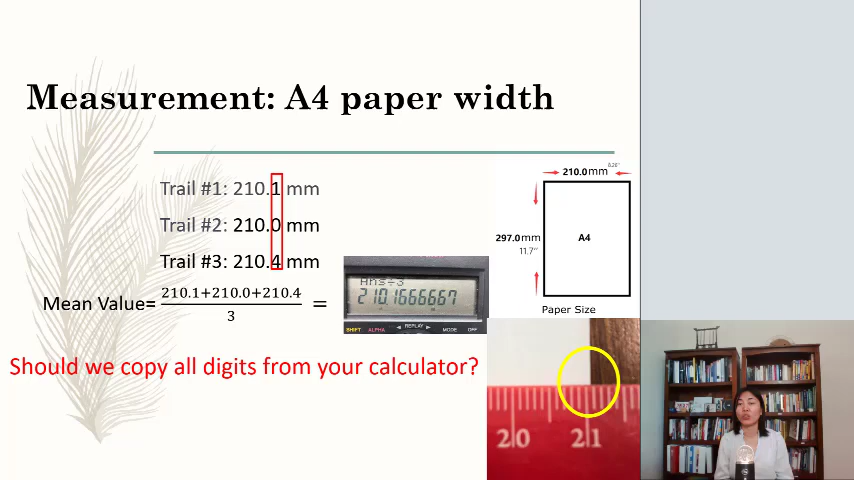 Measurement: A4 paper width
Trail #1: 210.1 mm
Trail #2: 210.0 mm
Trail #3: 210.4 mm
Mean Value= 210.1+210.0+210.4
3
=
Ans÷3
210.1666667
SHIFT ALPHA REPLAY MODE OFF
Should we copy all digits from your calculator?
8.26"
210.0mm
297.0mm
11.7"
A4
Paper Size
20 21